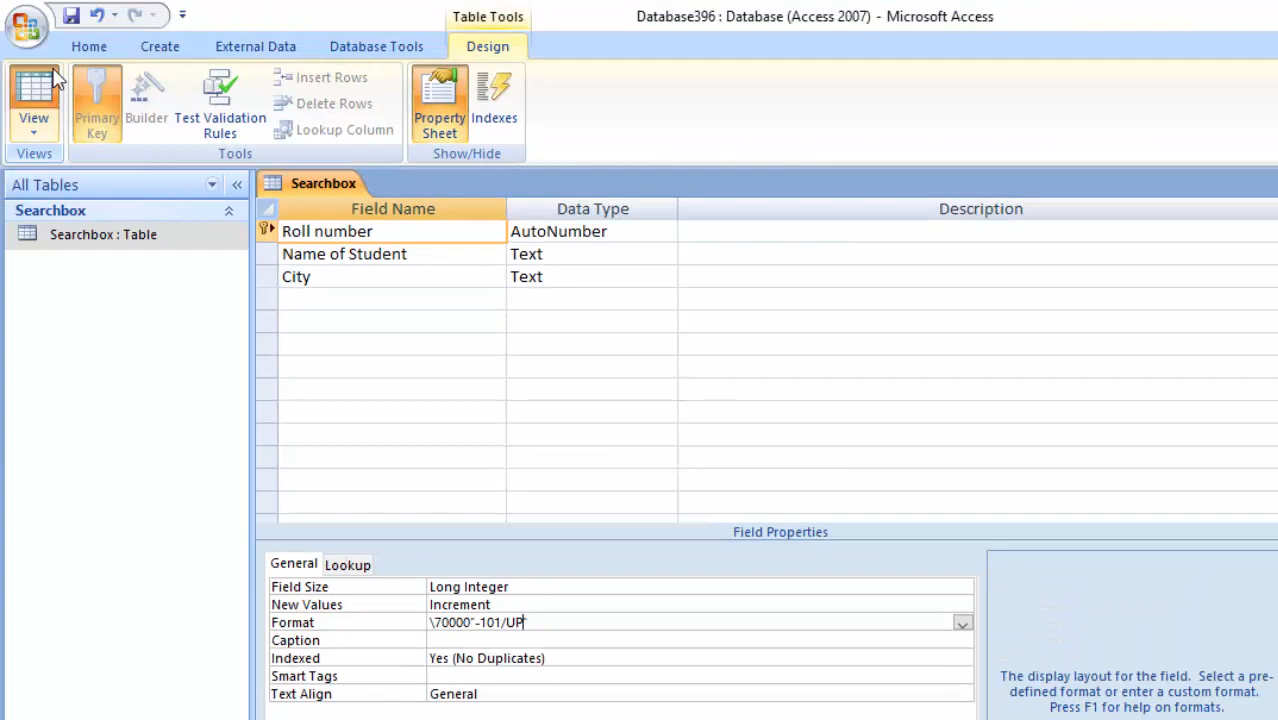 Table Tools
Database396 : Database (Access 2007) - Microsoft Access
Home Create External Data Database Tools Design
View
Primary Key
Builder
Test Validation Rules
Insert Rows
Delete Rows
Lookup Column
Property Sheet
Indexes
Views Tools Show/Hide
All Tables
Searchbox
Searchbox : Table
Searchbox
Field Name Data Type Description
Roll number AutoNumber
Name of Student Text
City Text
Field Properties
General Lookup
Field Size Long Integer
New Values Increment
Format \70000"-101/UP
Caption
Indexed Yes (No Duplicates)
Smart Tags
Text Align General
The display layout for the field. Select a pre-
defined format or enter a custom format.
Press F1 for help on formats.